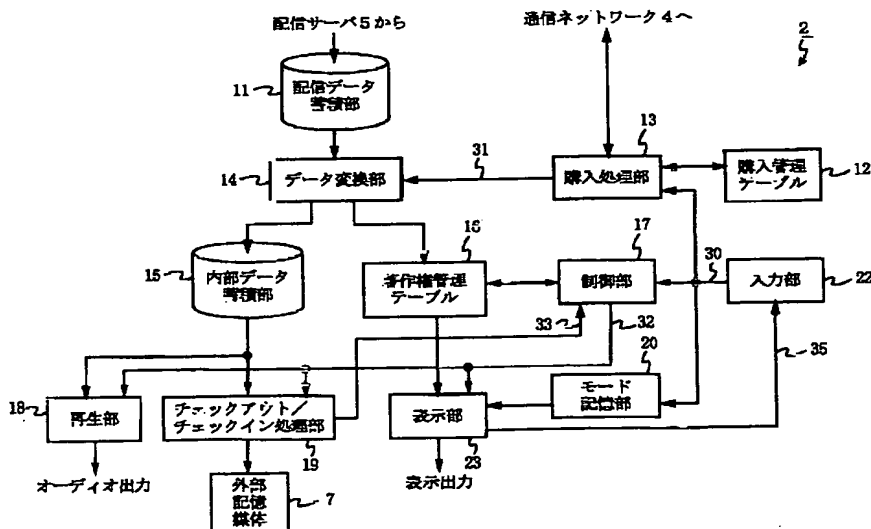 配信サーバ5から
通信ネットワーク4へ
2
11
配信データ
蓄積部
13
31
14
データ変換部
購入処理部
購入管理
テーブル
12
16
17
30
15
内部データ
蓄積部
著作権管理
テーブル
制御部
入力部
22
33
32
20
35
18
再生部
チェックアウト/
チェックイン処理部
表示部
モード
記憶部
19
23
オーディオ出力
外部
記憶
媒体
7
表示出力